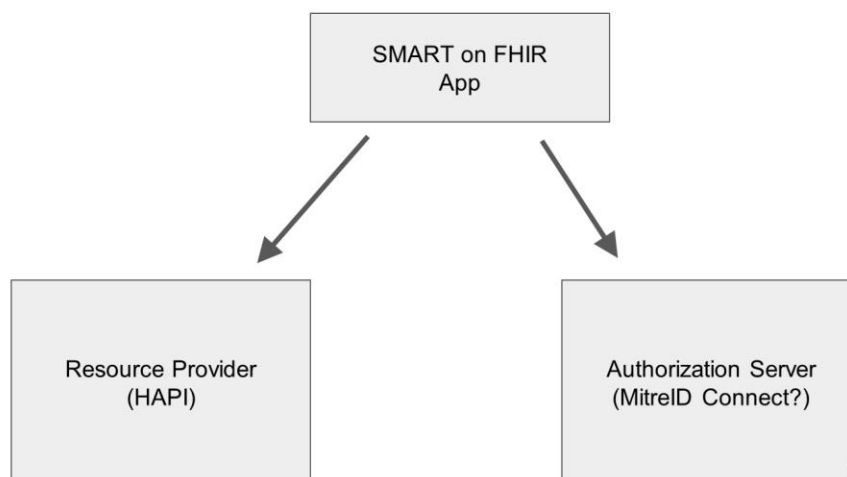 SMART on FHIR
App
Resource Provider
(HAPI)
Authorization Server
(MitreID Connect?)